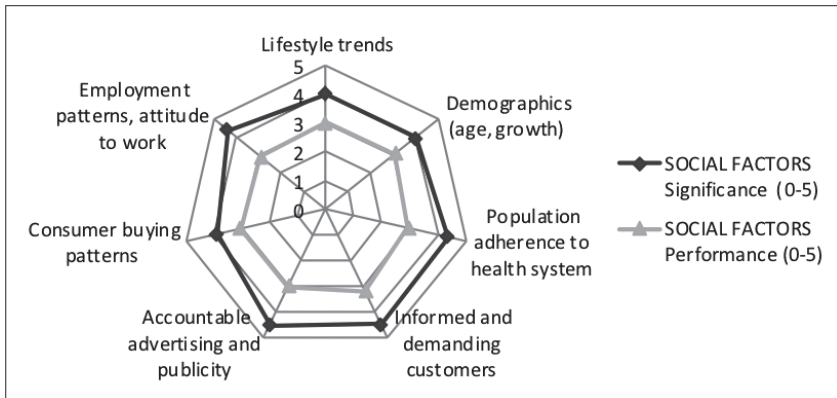 Lifestyle trends
5
4
3
2
1
0
Employment
patterns, attitude
to work
Demographics
(age, growth)
Population
adherence to
health system
Informed and
demanding
customers
Accountable
advertising and
publicity
Consumer buying
patterns
SOCIAL FACTORS
Significance (0-5)
SOCIAL FACTORS
Performance (0-5)